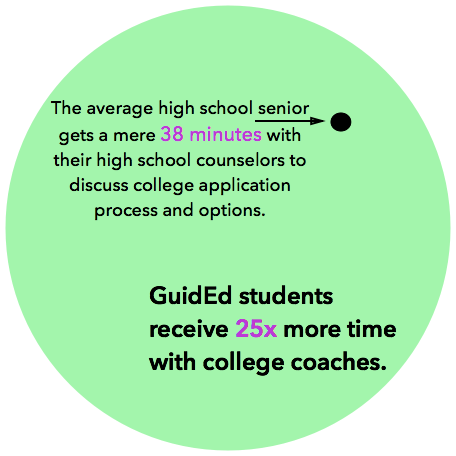 The average high school senior
gets a mere 38 minutes with
their high school counselors to
discuss college application
process and options.
GuidEd students
receive 25x more time
with college coaches.